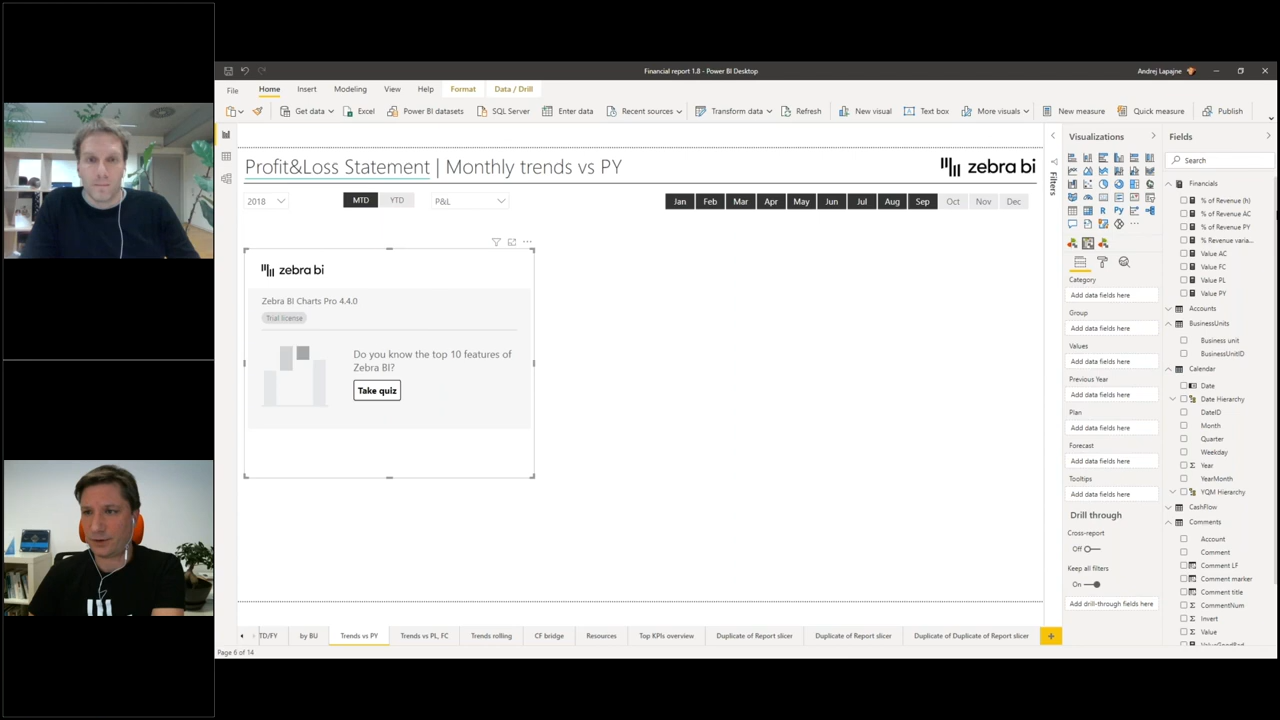 Financial report 1.8 - Power BI Desktop
Andrej Lapajne
File Home Insert Modeling View Help Format Data / Drill
Get data Excel Power BI datasets SQL Server Enter data Recent sources Transform data Refresh New visual Text box More visuals New measure Quick measure Publish
Profit&Loss Statement | Monthly trends vs PY
zebra bi
2018 MTD YTD P&L
Jan Feb Mar Apr May Jun Jul Aug Sep Oct Nov Dec
zebra bi
Zebra BI Charts Pro 4.4.0
Trial license
Do you know the top 10 features of
Zebra BI?
Take quiz
Filters
Visualizations
Category
Add data fields here
Group
Add data fields here
Values
Add data fields here
Previous Year
Add data fields here
Plan
Add data fields here
Forecast
Add data fields here
Tooltips
Add data fields here
Drill through
Cross-report
Off
Keep all filters
On
Add drill-through fields here
Fields
Search
Financials
% of Revenue (h)
% of Revenue AC
% of Revenue PY
% Revenue varia...
Value AC
Value FC
Value PL
Value PY
Accounts
BusinessUnits
Business unit
BusinessUnitID
Calendar
Date
Date Hierarchy
DateID
Month
Quarter
Weekday
Year
YearMonth
YQM Hierarchy
CashFlow
Comments
Account
Comment
Comment LF
Comment marker
Comment title
CommentNum
Invert
Value
ValueGoodBad
TD/FY by BU Trends vs PY Trends vs PL, FC Trends rolling CF bridge Resources Top KPIs overview Duplicate of Report slicer Duplicate of Report slicer Duplicate of Duplicate of Report slicer
Page 6 of 14